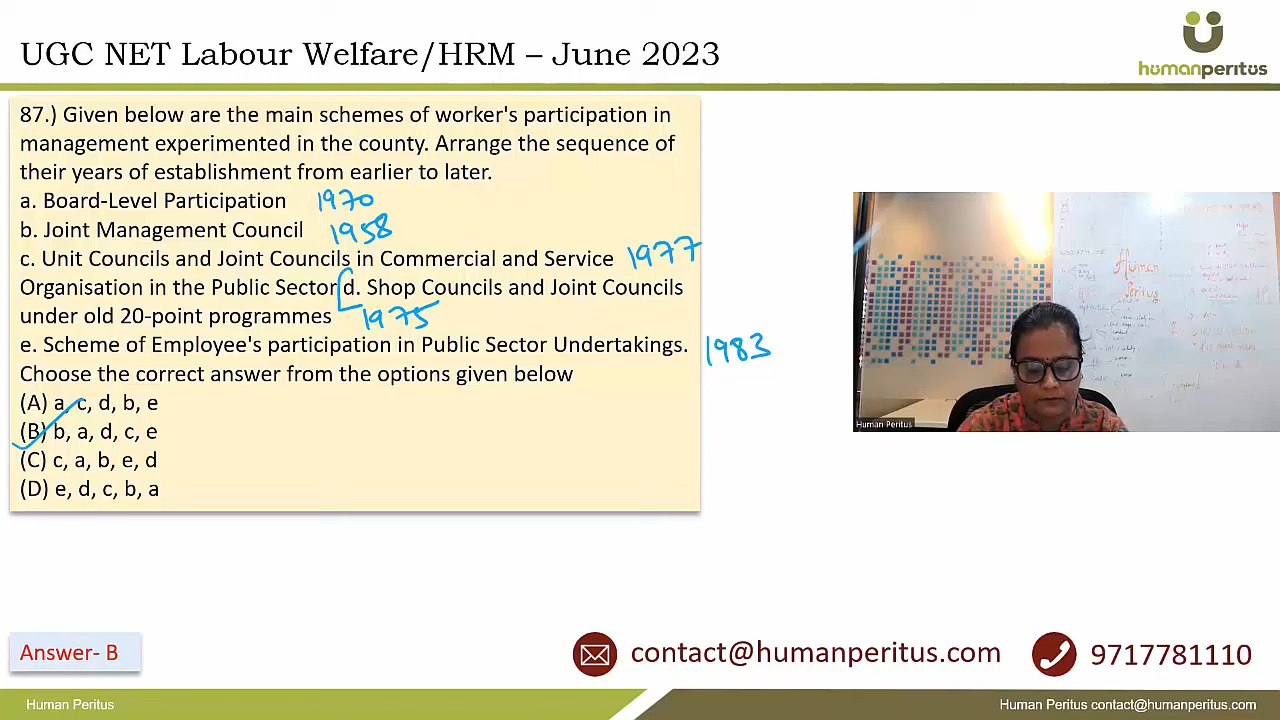 UGC NET Labour Welfare/HRM – June 2023
humanperitus
87.) Given below are the main schemes of worker's participation in
management experimented in the county. Arrange the sequence of
their years of establishment from earlier to later.
a. Board-Level Participation 1970
b. Joint Management Council 1958
c. Unit Councils and Joint Councils in Commercial and Service 1977
Organisation in the Public Sector d. Shop Councils and Joint Councils
under old 20-point programmes 1975
e. Scheme of Employee's participation in Public Sector Undertakings. 1983
Choose the correct answer from the options given below
(A) a, c, d, b, e
(B) b, a, d, c, e
(C) c, a, b, e, d
(D) e, d, c, b, a
Human
Peritus
Human Peritus
Answer- B
contact@humanperitus.com
9717781110
Human Peritus
Human Peritus contact@humanperitus.com